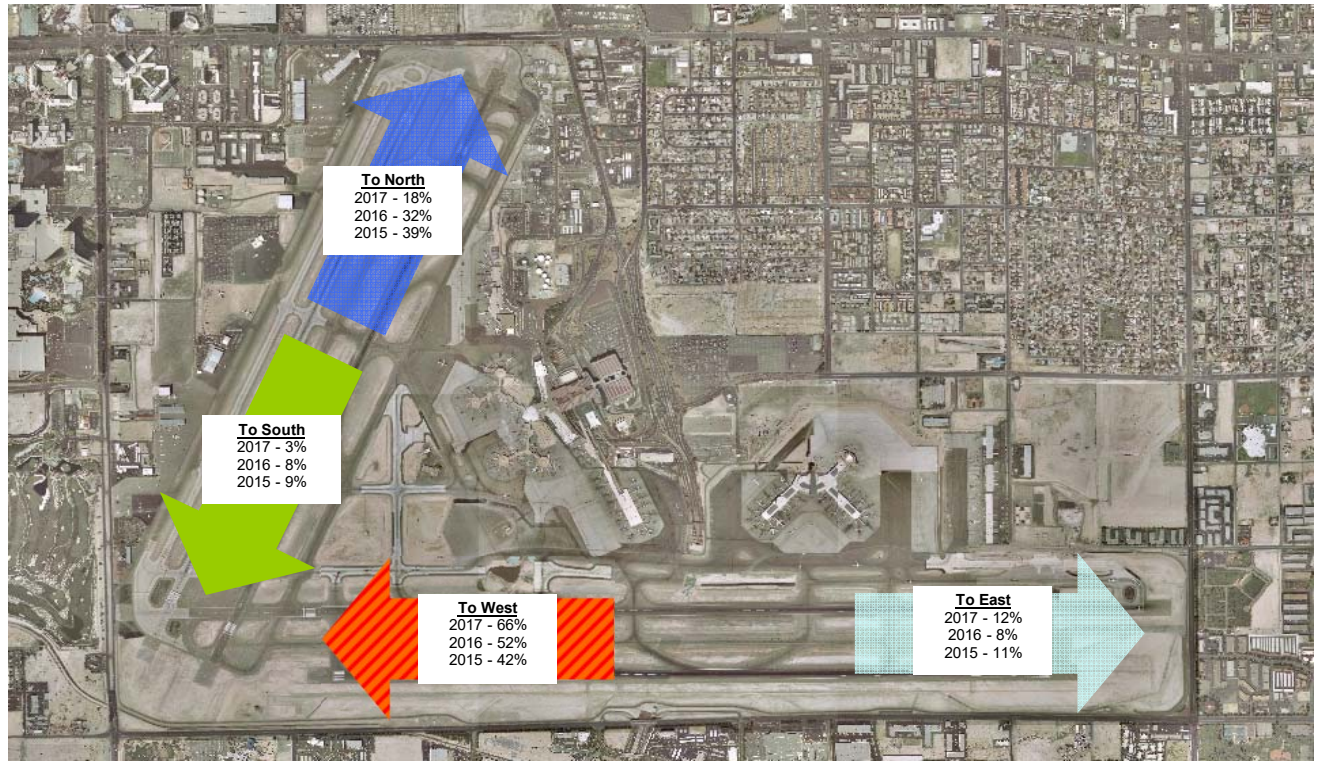 To North
2017 - 18%
2016 - 32%
2015 - 39%
To South
2017 - 3%
2016 - 8%
2015 - 9%
To West
2017 - 66%
2016 - 52%
2015 - 42%
To East
2017 - 12%
2016 - 8%
2015 - 11%